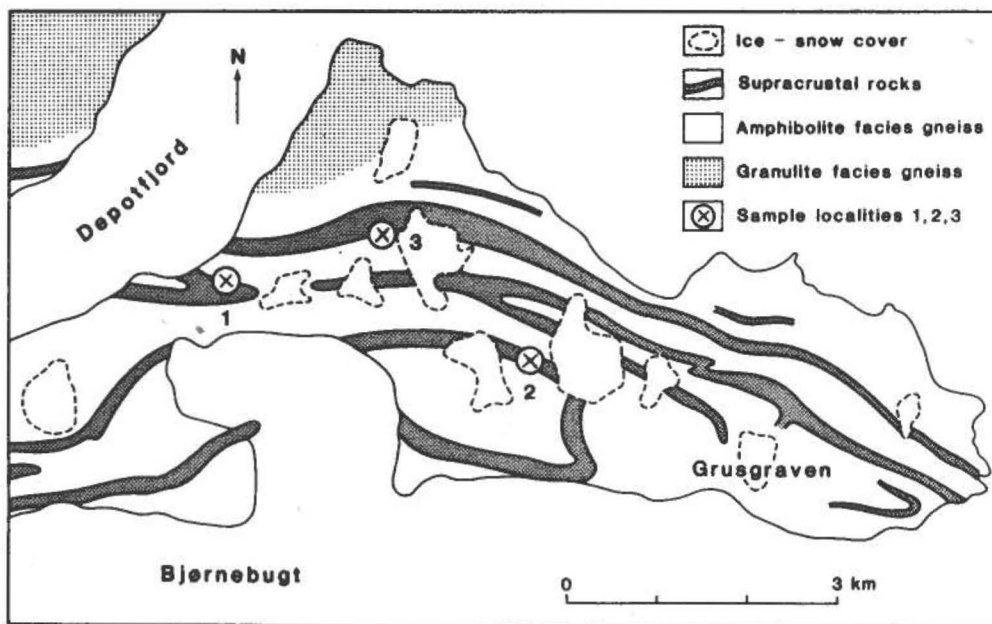 N
Depotfjord
Ice - snow cover
Supracrustal rocks
Amphibolite facies gneiss
Granulite facies gneiss
Sample localities 1,2,3
3
1
2
Grusgraven
Bjørnebugt
0 3 km